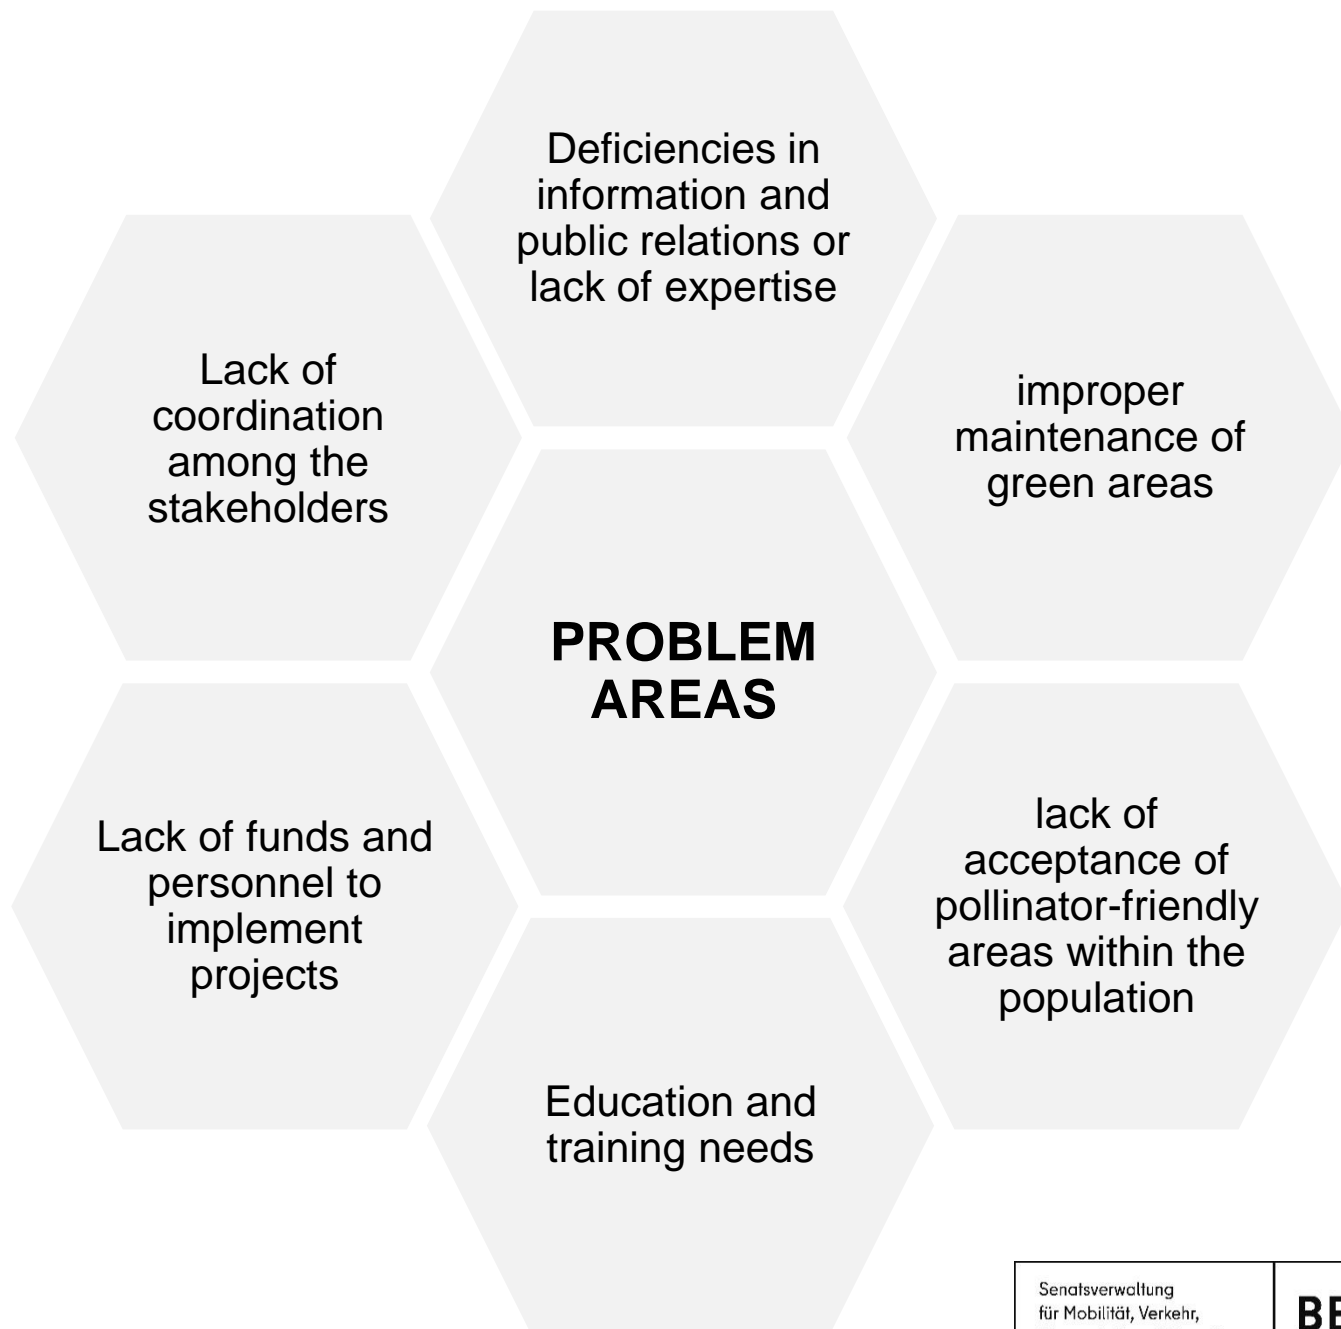 Deficiencies in
information and
public relations or
lack of expertise
Lack of
coordination
among the
stakeholders
improper
maintenance of
green areas
PROBLEM
AREAS
Lack of funds and
personnel to
implement
projects
lack of
acceptance of
pollinator-friendly
areas within the
population
Education and
training needs
Senatsverwaltung
für Mobilität, Verkehr,